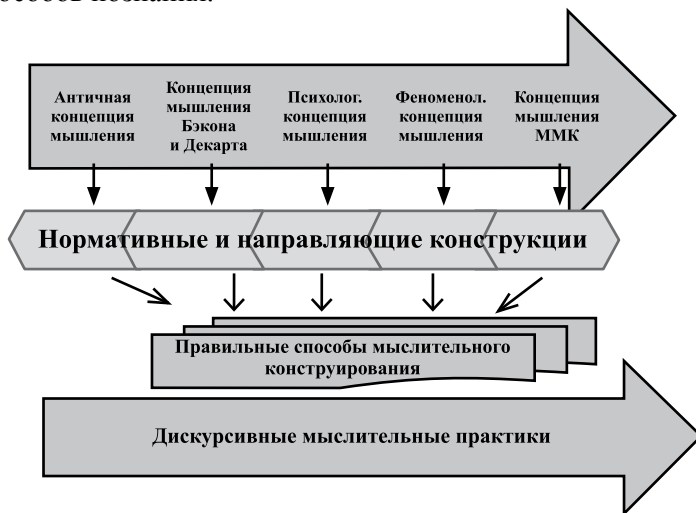 познания.
Античная
концепция
мышления
Концепция
мышления
Бэкона
и Декарта
Психолог.
концепция
мышления
Феноменол.
концепция
мышления
Концепция
мышления
ММК
Нормативные и направляющие конструкции
Правильные способы мыслительного
конструирования
Дискурсивные мыслительные практики